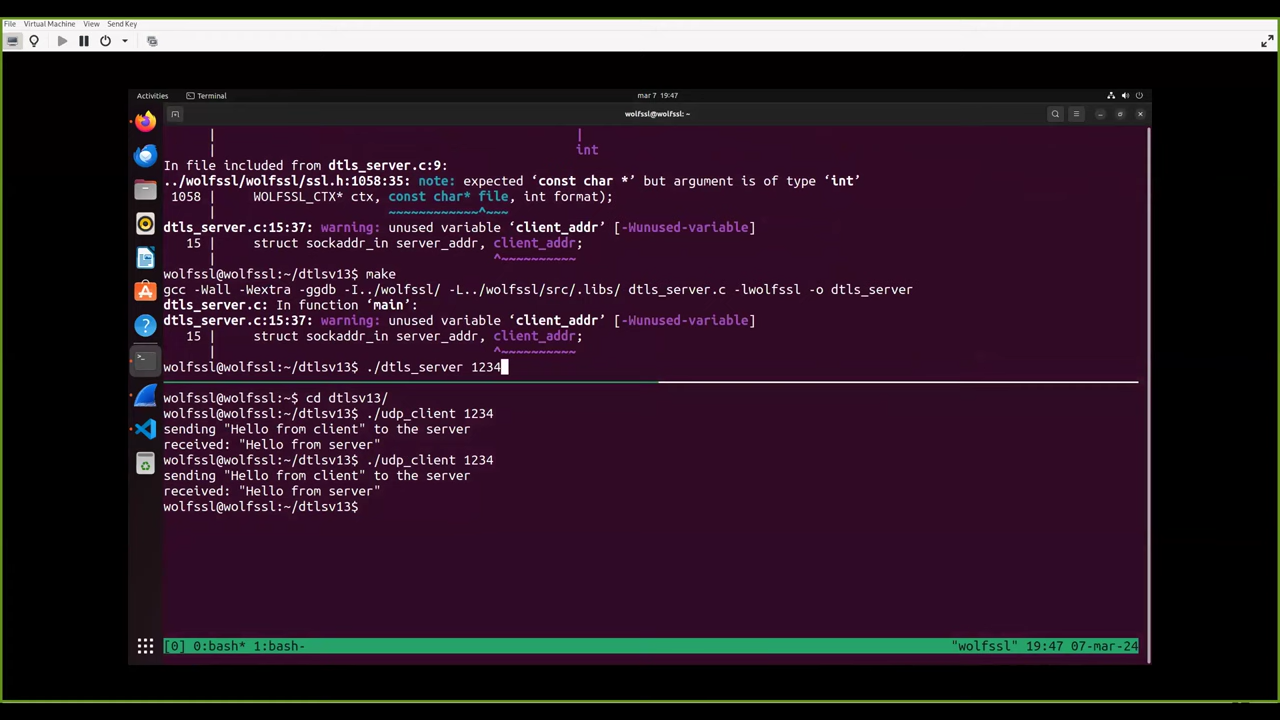 File Virtual Machine View Send Key
Activities Terminal mar 7 19:47
wolfssl@wolfssl: ~
| |
| int
In file included from dtls_server.c:9:
../wolfssl/wolfssl/ssl.h:1058:35: note: expected ‘const char *’ but argument is of type ‘int’
1058 | WOLFSSL_CTX* ctx, const char* file, int format);
| ~~~~~~~~~~~~^~~~
dtls_server.c:15:37: warning: unused variable ‘client_addr’ [-Wunused-variable]
15 | struct sockaddr_in server_addr, client_addr;
| ^~~~~~~~~~~
wolfssl@wolfssl:~/dtlsv13$ make
gcc -Wall -Wextra -ggdb -I../wolfssl/ -L../wolfssl/src/.libs/ dtls_server.c -lwolfssl -o dtls_server
dtls_server.c: In function ‘main’:
dtls_server.c:15:37: warning: unused variable ‘client_addr’ [-Wunused-variable]
15 | struct sockaddr_in server_addr, client_addr;
| ^~~~~~~~~~~
wolfssl@wolfssl:~/dtlsv13$ ./dtls_server 1234
wolfssl@wolfssl:~$ cd dtlsv13/
wolfssl@wolfssl:~/dtlsv13$ ./udp_client 1234
sending "Hello from client" to the server
received: "Hello from server"
wolfssl@wolfssl:~/dtlsv13$ ./udp_client 1234
sending "Hello from client" to the server
received: "Hello from server"
wolfssl@wolfssl:~/dtlsv13$
[0] 0:bash* 1:bash- "wolfssl" 19:47 07-mar-24